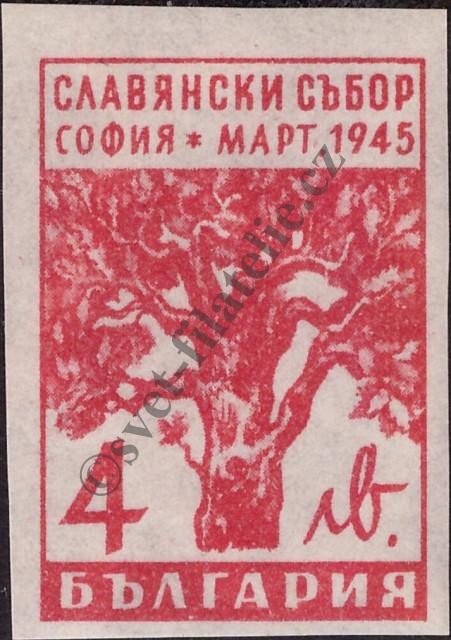 СЛАВЯНСКИ СЪБОР
СОФИЯ * МАРТ 1945
©svet-filatelie.cz
4 лв.
БЪЛГАРИЯ